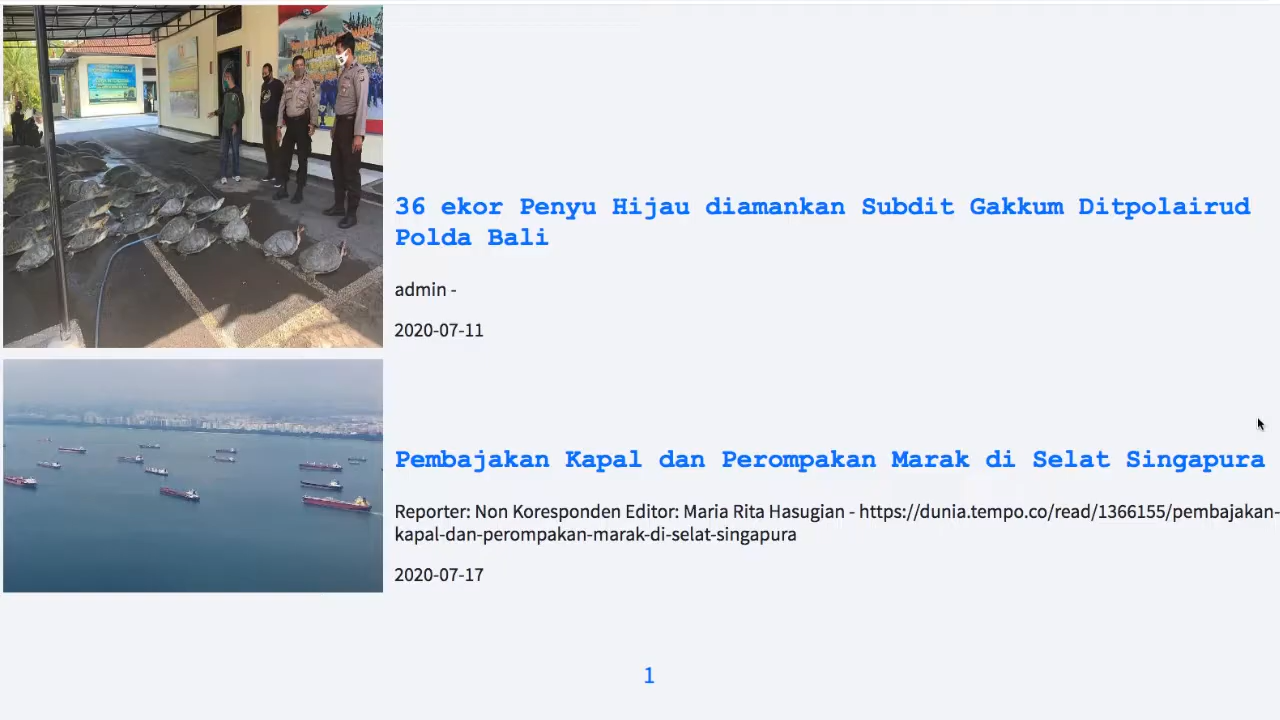 36 ekor Penyu Hijau diamankan Subdit Gakkum Ditpolairud
Polda Bali
admin -
2020-07-11
Pembajakan Kapal dan Perompakan Marak di Selat Singapura
Reporter: Non Koresponden Editor: Maria Rita Hasugian - https://dunia.tempo.co/read/1366155/pembajakan-
kapal-dan-perompakan-marak-di-selat-singapura
2020-07-17
1